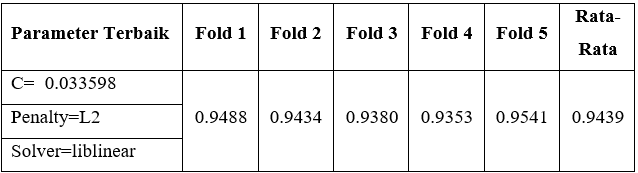 Parameter Terbaik Fold 1 Fold 2 Fold 3 Fold 4 Fold 5 Rata-
Rata
C= 0.033598
Penalty=L2 0.9488 0.9434 0.9380 0.9353 0.9541 0.9439
Solver=liblinear